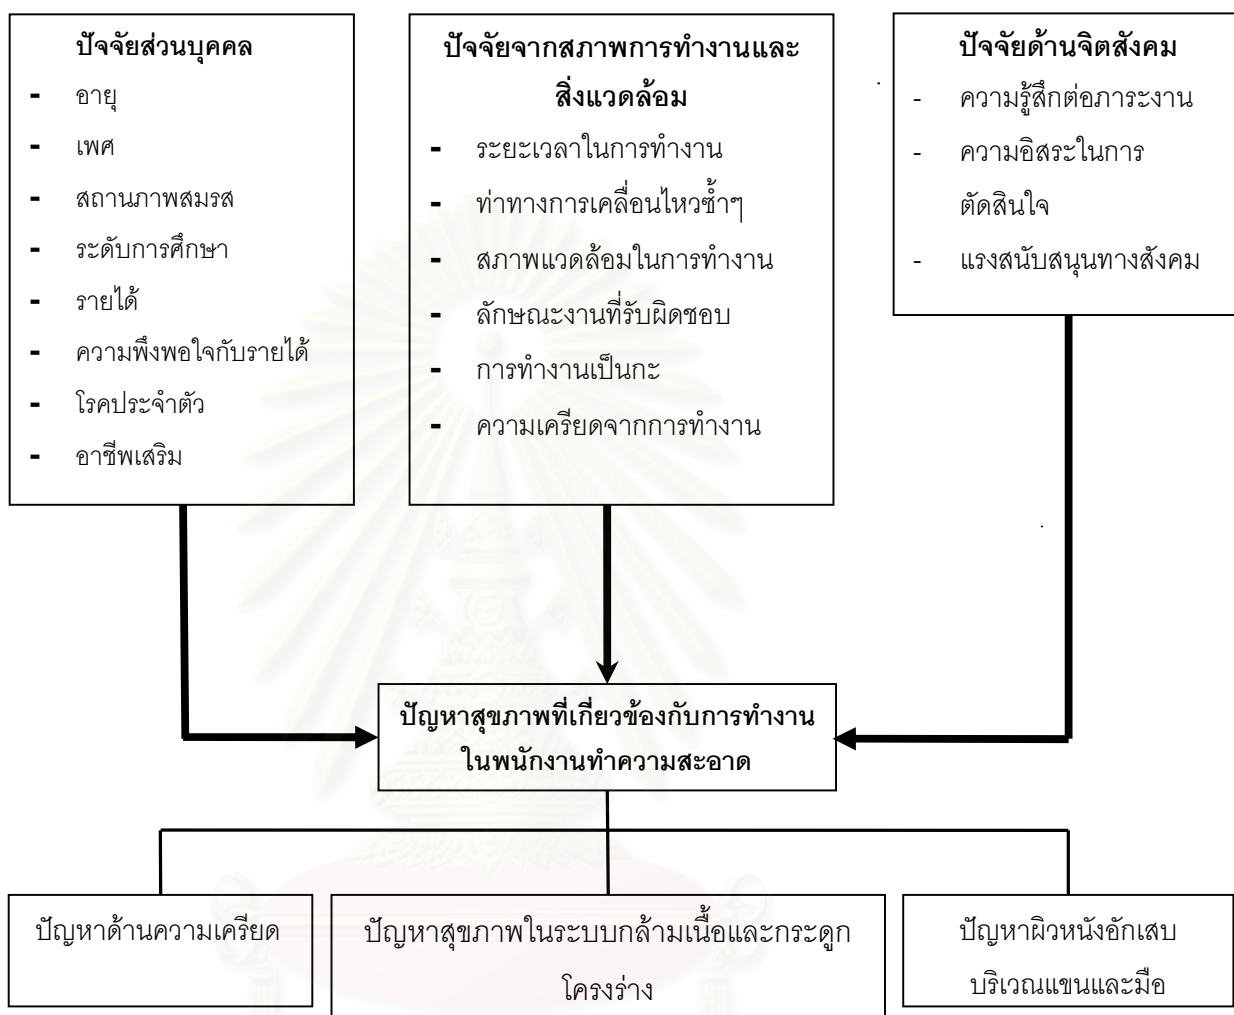 ปัจจัยส่วนบุคคล
- อายุ
- เพศ
- สถานภาพสมรส
- ระดับการศึกษา
- รายได้
- ความพึงพอใจกับรายได้
- โรคประจำตัว
- อาชีพเสริม
ปัจจัยจากสภาพการทำงานและ
สิ่งแวดล้อม
- ระยะเวลาในการทำงาน
- ท่าทางการเคลื่อนไหวซ้ำๆ
- สภาพแวดล้อมในการทำงาน
- ลักษณะงานที่รับผิดชอบ
- การทำงานเป็นกะ
- ความเครียดจากการทำงาน
ปัจจัยด้านจิตสังคม
- ความรู้สึกต่อภาระงาน
- ความอิสระในการ
ตัดสินใจ
- แรงสนับสนุนทางสังคม
ปัญหาสุขภาพที่เกี่ยวข้องกับการทำงาน
ในพนักงานทำความสะอาด
ปัญหาด้านความเครียด
ปัญหาสุขภาพในระบบกล้ามเนื้อและกระดูก
โครงร่าง
ปัญหาผิวหนังอักเสบ
บริเวณแขนและมือ